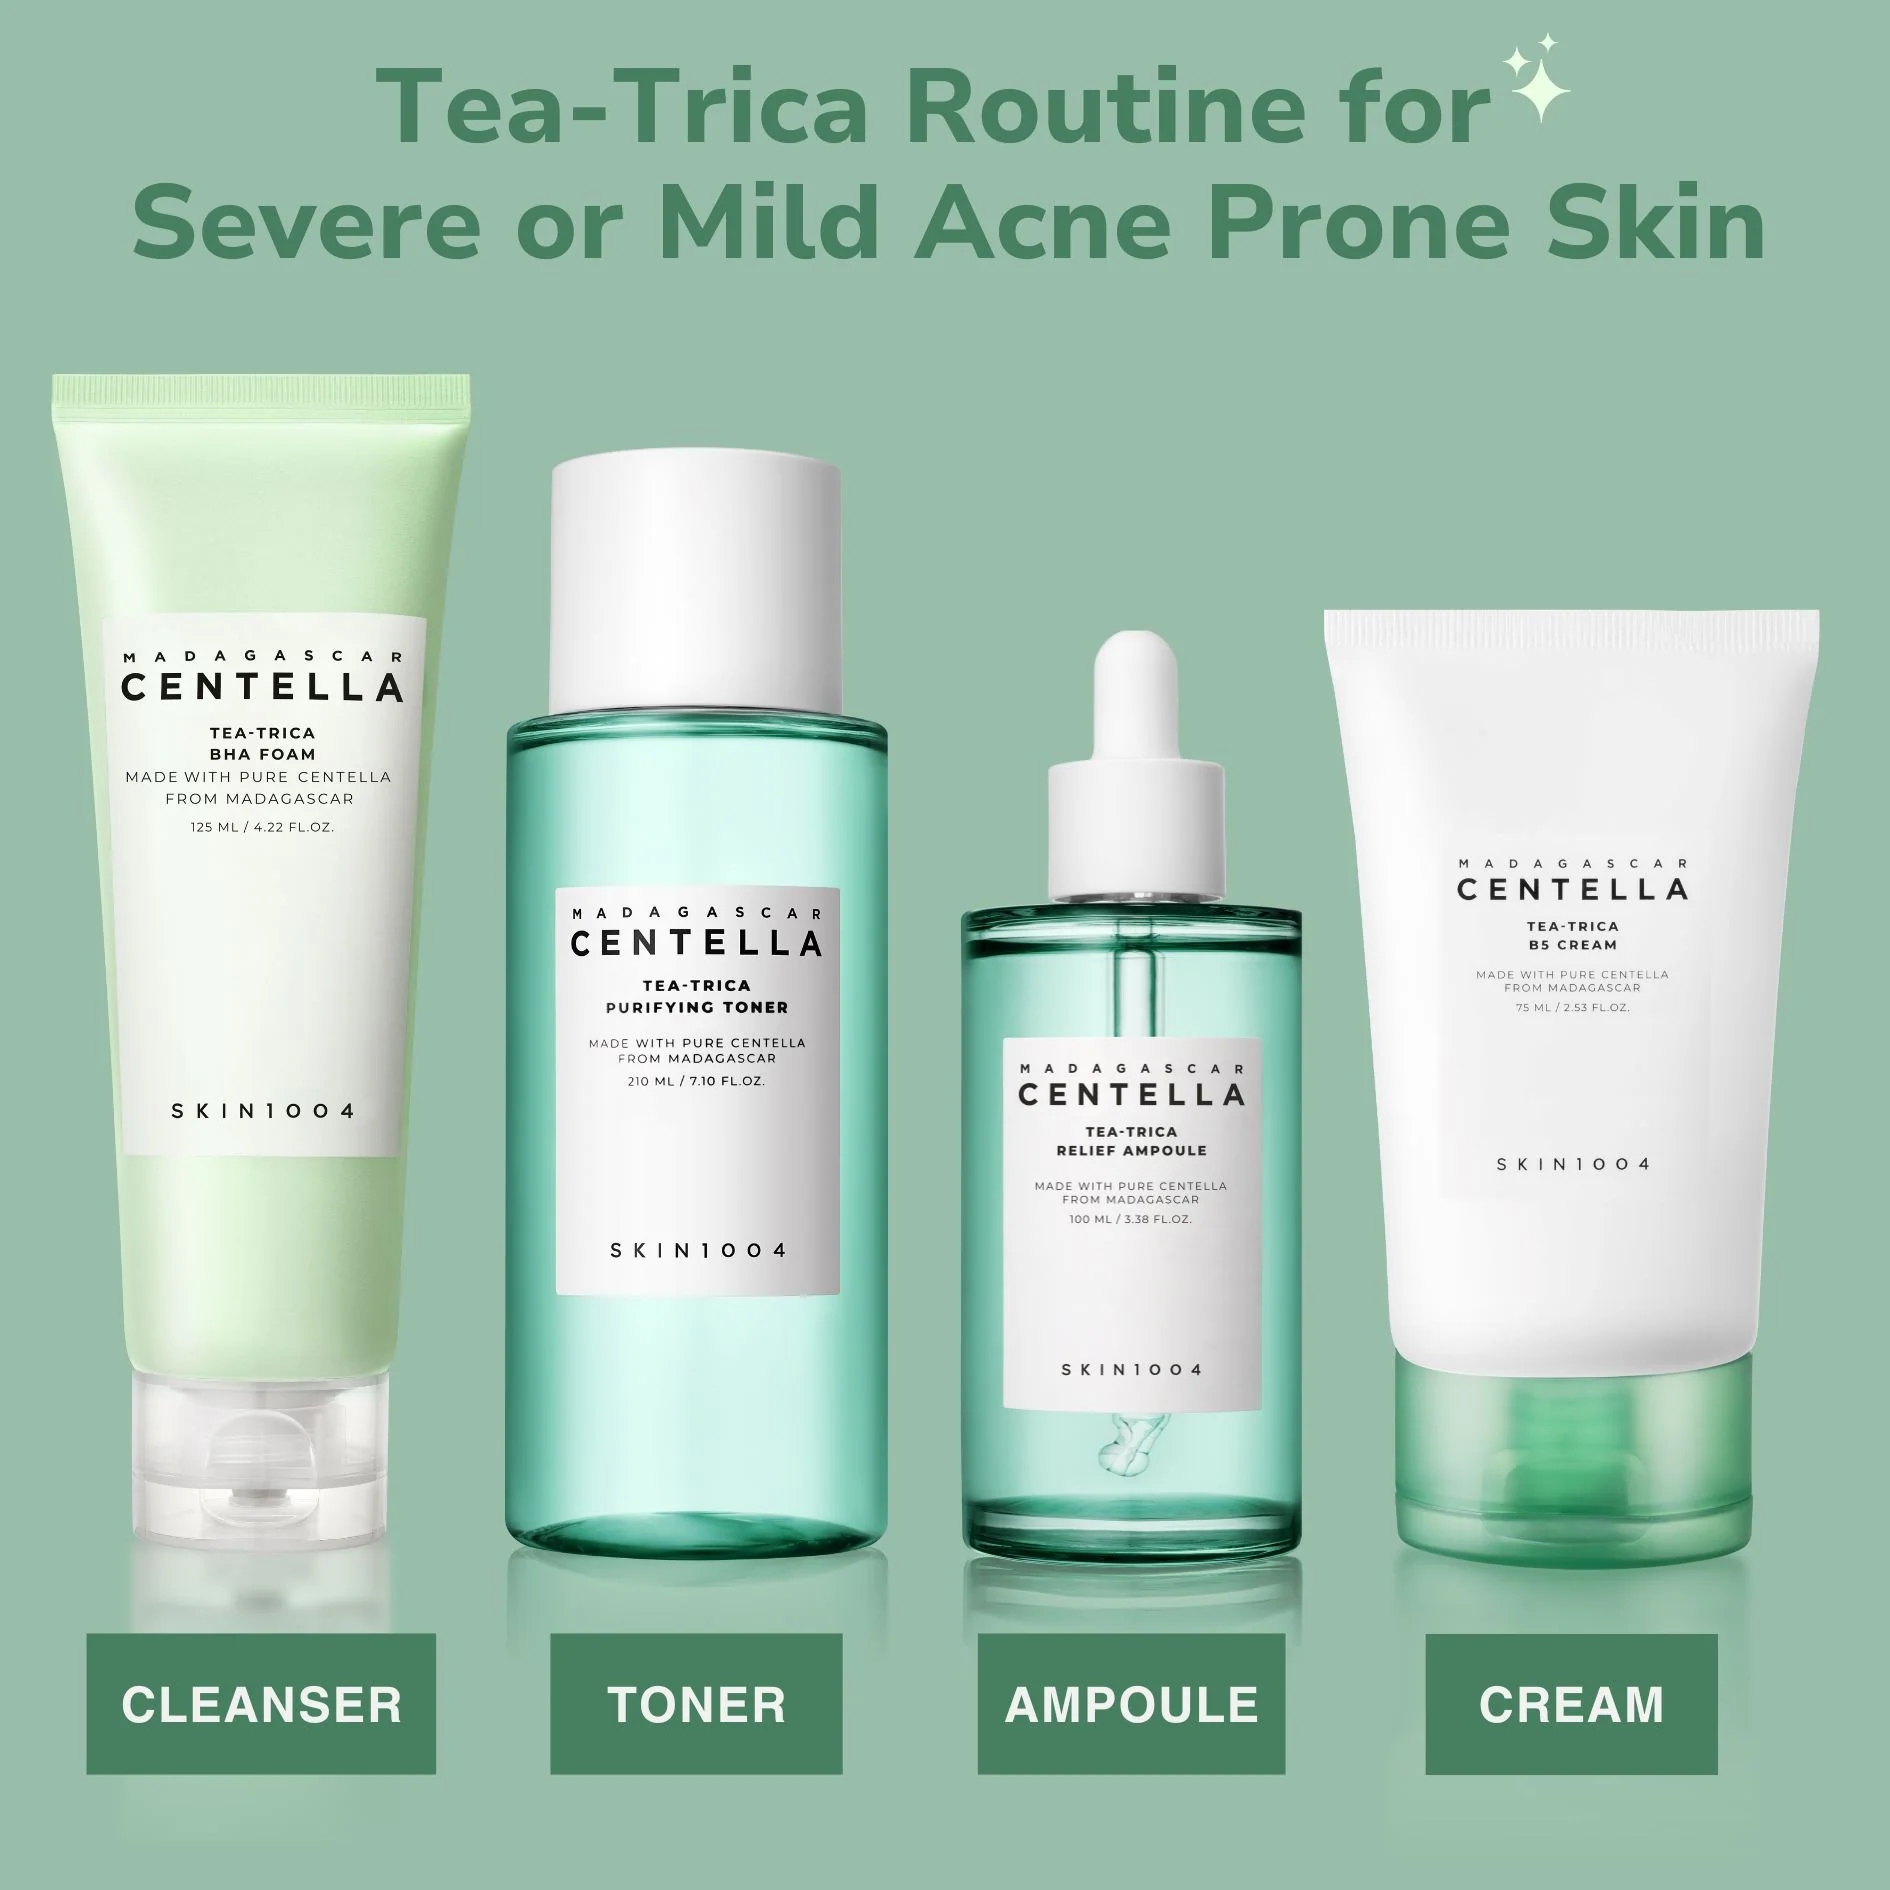 Tea-Trica Routine for
Severe or Mild Acne Prone Skin
MADAGASCAR
CENTELLA
TEA-TRICA
BHA FOAM
MADE WITH PURE CENTELLA
FROM MADAGASCAR
125 ML / 4.22 FL.OZ.
SKIN1004
MADAGASCAR
CENTELLA
TEA-TRICA
PURIFYING TONER
MADE WITH PURE CENTELLA
FROM MADAGASCAR
210 ML / 7.10 FL.OZ.
SKIN1004
MADAGASCAR
CENTELLA
TEA-TRICA
RELIEF AMPOULE
MADE WITH PURE CENTELLA
FROM MADAGASCAR
100 ML / 3.38 FL.OZ.
SKIN1004
MADAGASCAR
CENTELLA
TEA-TRICA
B5 CREAM
MADE WITH PURE CENTELLA
FROM MADAGASCAR
75 ML / 2.53 FL.OZ.
SKIN1004
CLEANSER
TONER
AMPOULE
CREAM